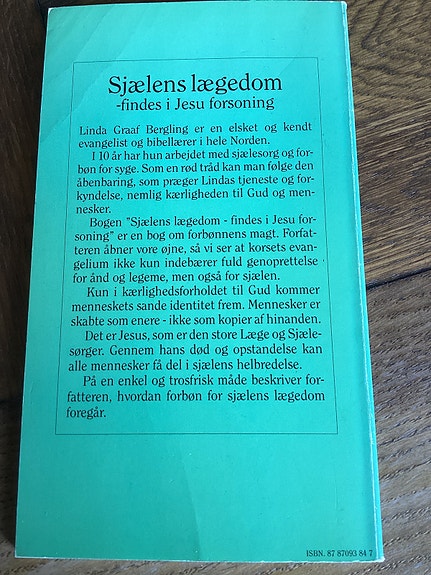 Sjælens lægedom
-findes i Jesu forsoning
Linda Graaf Bergling er en elsket og kendt
evangelist og bibellærer i hele Norden.
I 10 år har hun arbejdet med sjælesorg og for-
bøn for syge. Som en rød tråd kan man følge den
åbenbaring, som præger Lindas tjeneste og for-
kyndelse, nemlig kærligheden til Gud og men-
nesker.
Bogen "Sjælens lægedom - findes i Jesu for-
soning" er en bog om forbønnens magt. Forfat-
teren åbner vore øjne, så vi ser at korsets evan-
gelium ikke kun indebærer fuld genoprettelse
for ånd og legeme, men også for sjælen.
Kun i kærlighedsforholdet til Gud kommer
menneskets sande identitet frem. Mennesker er
skabte som enere - ikke som kopier af hinanden.
Det er Jesus, som er den store Læge og Sjæle-
sørger. Gennem hans død og opstandelse kan
alle mennesker få del i sjælens helbredelse.
På en enkel og trosfrisk måde beskriver for-
fatteren, hvordan forbøn for sjælens lægedom
foregår.
ISBN. 87 87093 84 7